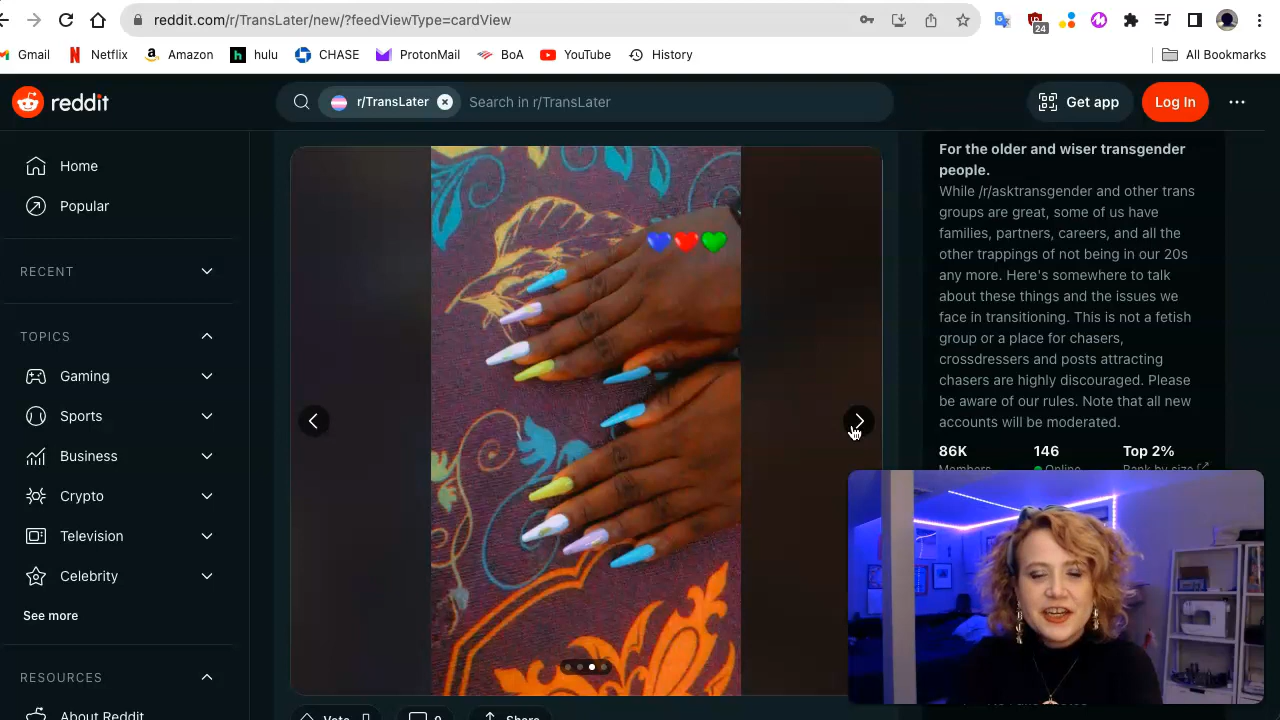 reddit.com/r/TransLater/new/?feedViewType=cardView
24
Gmail
Netflix
Amazon
hulu
CHASE
ProtonMail
BoA
YouTube
History
All Bookmarks
reddit
r/TransLater
Search in r/TransLater
Get app
Log In
Home
Popular
RECENT
TOPICS
Gaming
Sports
Business
Crypto
Television
Celebrity
See more
RESOURCES
About Reddit
Vote
0
Share
For the older and wiser transgender
people.
While /r/asktransgender and other trans
groups are great, some of us have
families, partners, careers, and all the
other trappings of not being in our 20s
any more. Here's somewhere to talk
about these things and the issues we
face in transitioning. This is not a fetish
group or a place for chasers,
crossdressers and posts attracting
chasers are highly discouraged. Please
be aware of our rules. Note that all new
accounts will be moderated.
86K
146
Top 2%
Members
Online
Rank by size